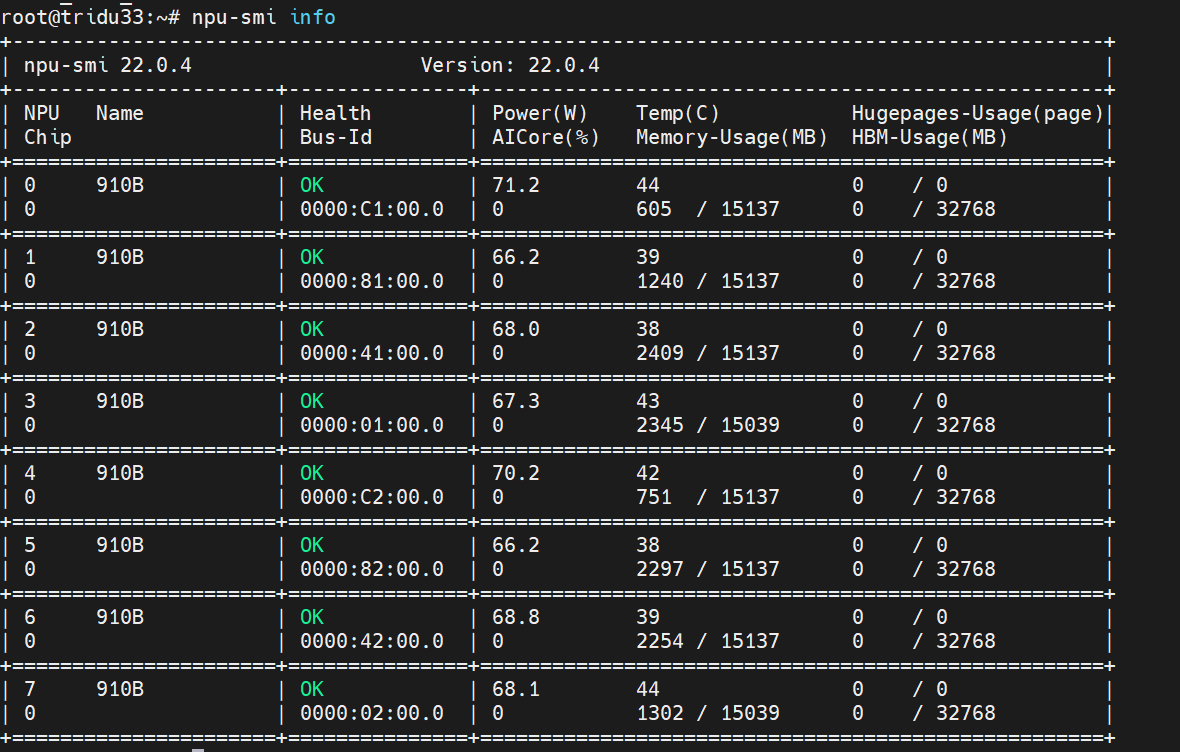 root@tridu33:~# npu-smi info
+-------------------------------------------------------------------------------------------+
| npu-smi 22.0.4                   Version: 22.0.4                                          |
+----------------------+---------------+----------------------------------------------------+
| NPU   Name           | Health        | Power(W)    Temp(C)           Hugepages-Usage(page)|
| Chip                 | Bus-Id        | AICore(%)   Memory-Usage(MB)  HBM-Usage(MB)        |
+======================+===============+====================================================+
| 0     910B           | OK            | 71.2        44                0    / 0             |
| 0                    | 0000:C1:00.0  | 0           605  / 15137      0    / 32768         |
+======================+===============+====================================================+
| 1     910B           | OK            | 66.2        39                0    / 0             |
| 0                    | 0000:81:00.0  | 0           1240 / 15137      0    / 32768         |
+======================+===============+====================================================+
| 2     910B           | OK            | 68.0        38                0    / 0             |
| 0                    | 0000:41:00.0  | 0           2409 / 15137      0    / 32768         |
+======================+===============+====================================================+
| 3     910B           | OK            | 67.3        43                0    / 0             |
| 0                    | 0000:01:00.0  | 0           2345 / 15039      0    / 32768         |
+======================+===============+====================================================+
| 4     910B           | OK            | 70.2        42                0    / 0             |
| 0                    | 0000:C2:00.0  | 0           751  / 15137      0    / 32768         |
+======================+===============+====================================================+
| 5     910B           | OK            | 66.2        38                0    / 0             |
| 0                    | 0000:82:00.0  | 0           2297 / 15137      0    / 32768         |
+======================+===============+====================================================+
| 6     910B           | OK            | 68.8        39                0    / 0             |
| 0                    | 0000:42:00.0  | 0           2254 / 15137      0    / 32768         |
+======================+===============+====================================================+
| 7     910B           | OK            | 68.1        44                0    / 0             |
| 0                    | 0000:02:00.0  | 0           1302 / 15039      0    / 32768         |
+======================+===============+====================================================+